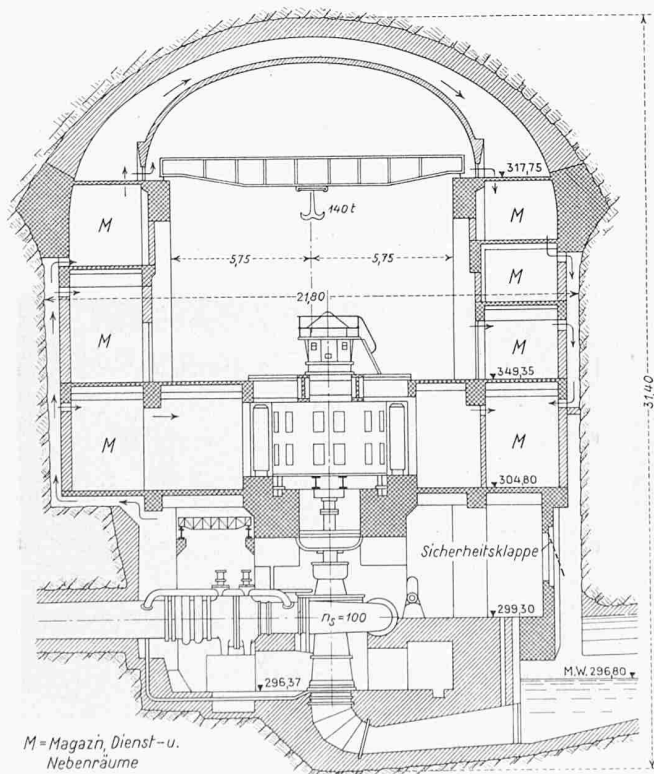 317,75
M
M
140 t
5,75
5,75
M
21,80
M
M
349,35
31,40
M
M
304,80
Sicherheitsklappe
n_s=100
299,30
296,37
M.W. 296,80
M = Magazin, Dienst- u.
Nebenräume